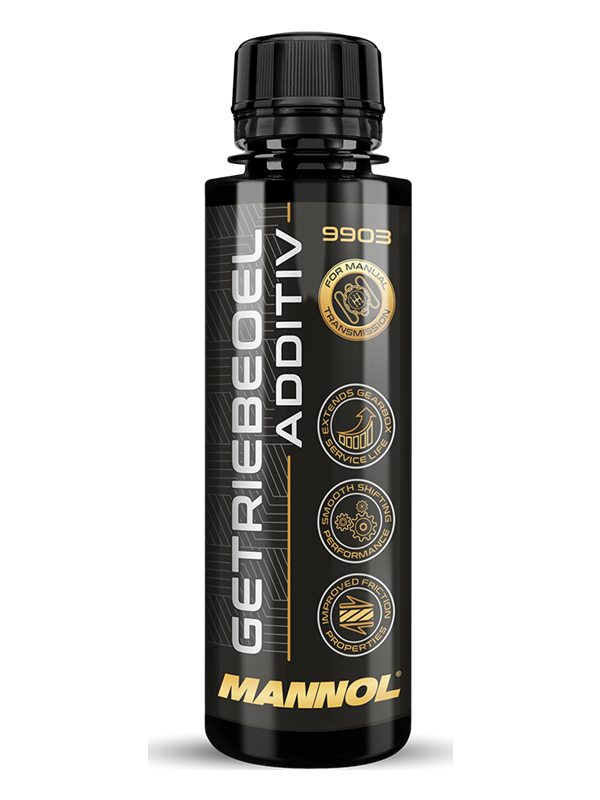 GETRIEBEOEL
ADDITIV
9903
FOR MANUAL
TRANSMISSION
EXTENDS GEARBOX
SERVICE LIFE
SMOOTH SHIFTING
PERFORMANCE
IMPROVED FRICTION
PROPERTIES
MANNOL®